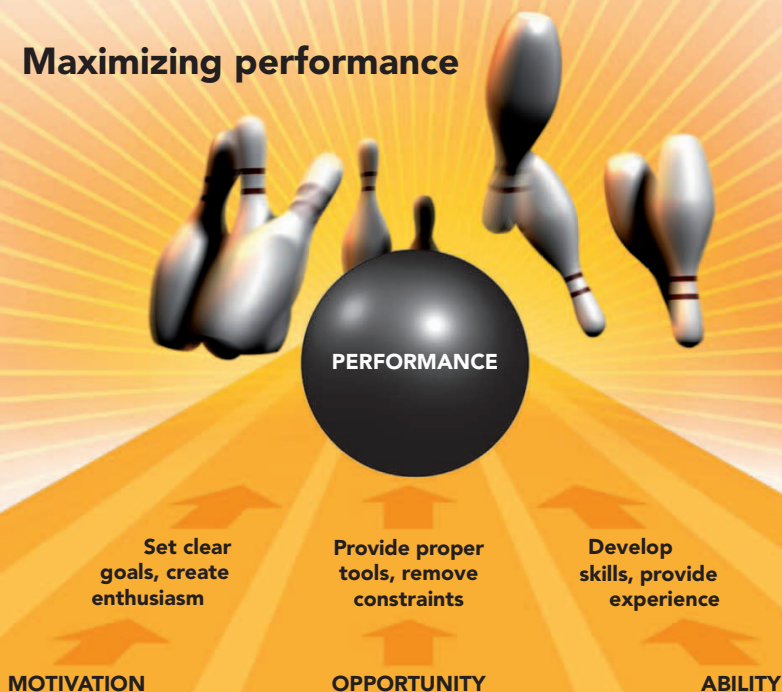 Maximizing performance
PERFORMANCE
Set clear
goals, create
enthusiasm
Provide proper
tools, remove
constraints
Develop
skills, provide
experience
MOTIVATION
OPPORTUNITY
ABILITY